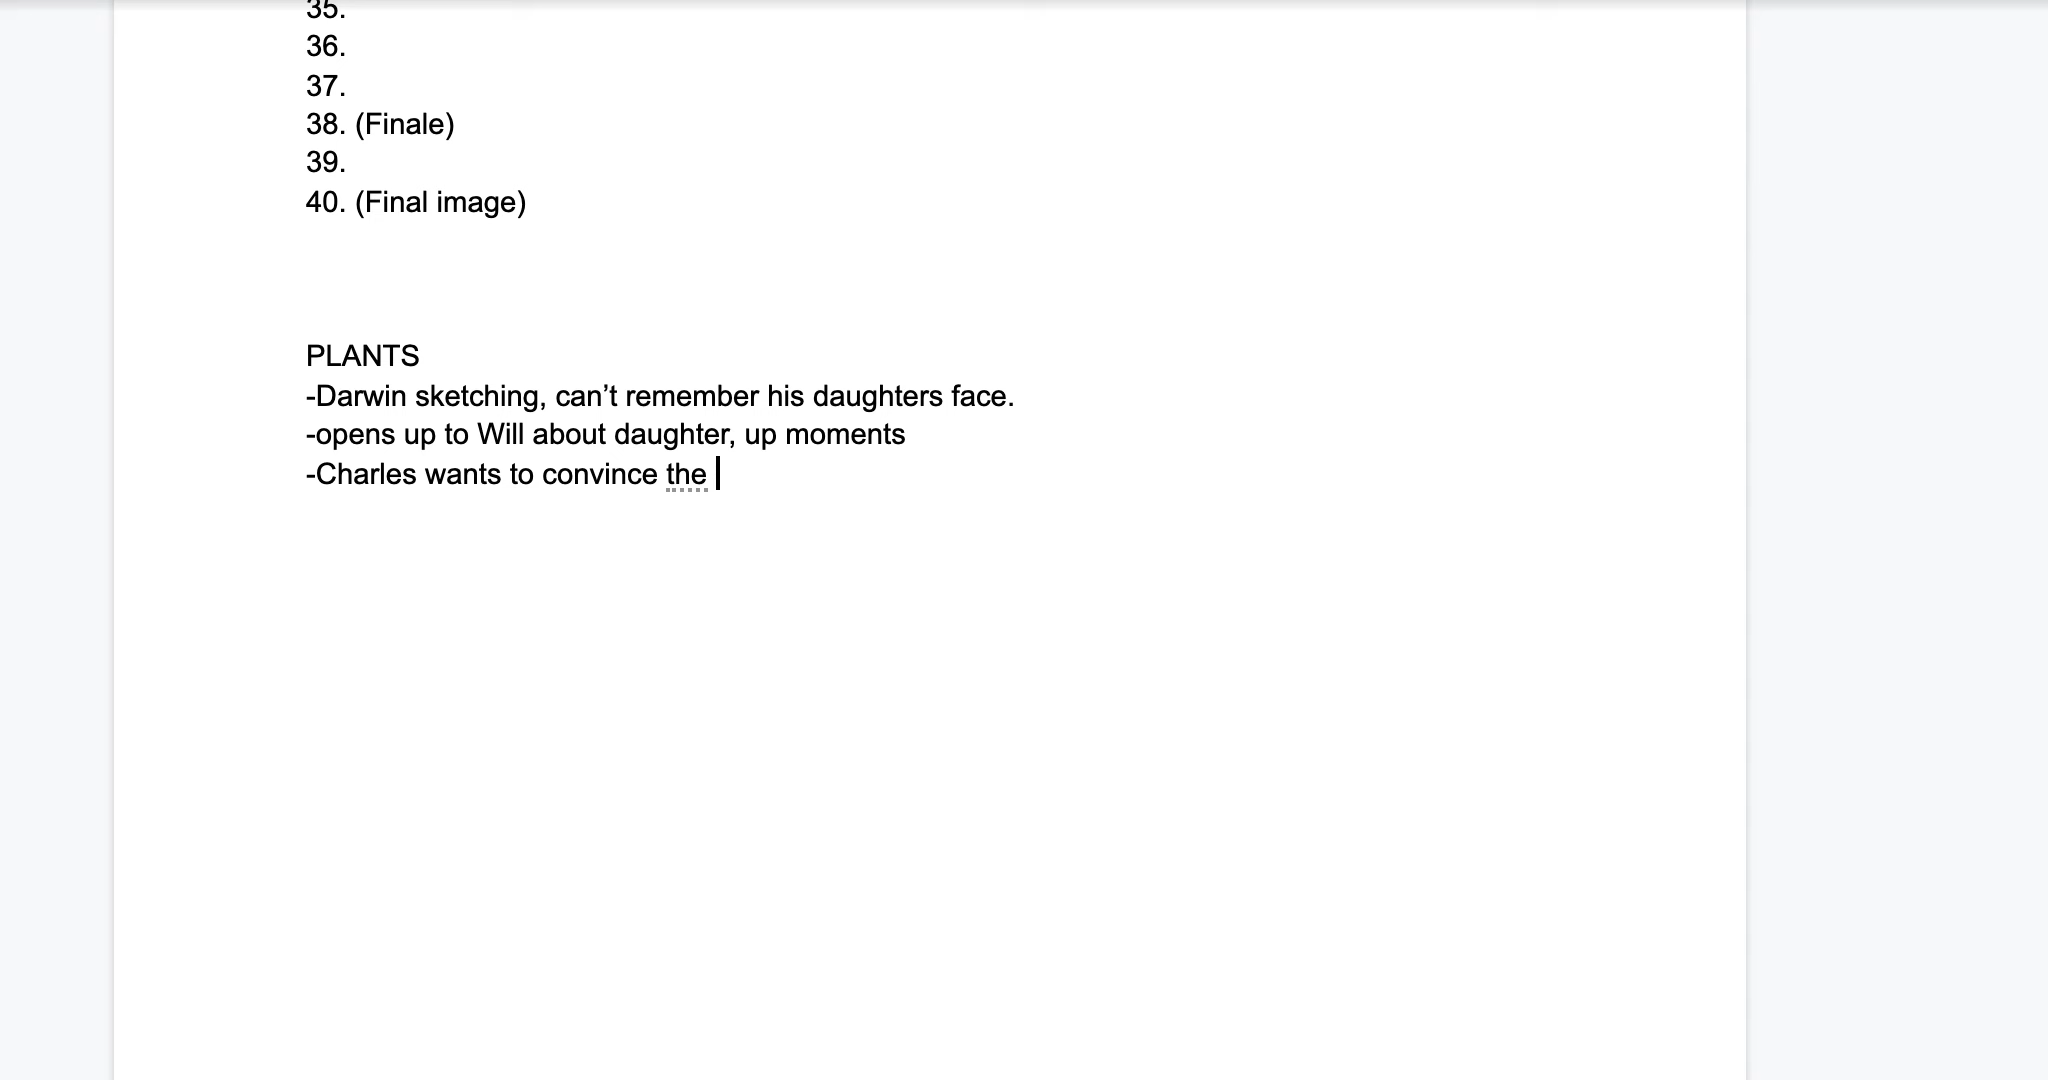 35.
36.
37.
38. (Finale)
39.
40. (Final image)
PLANTS
-Darwin sketching, can’t remember his daughters face.
-opens up to Will about daughter, up moments
-Charles wants to convince the